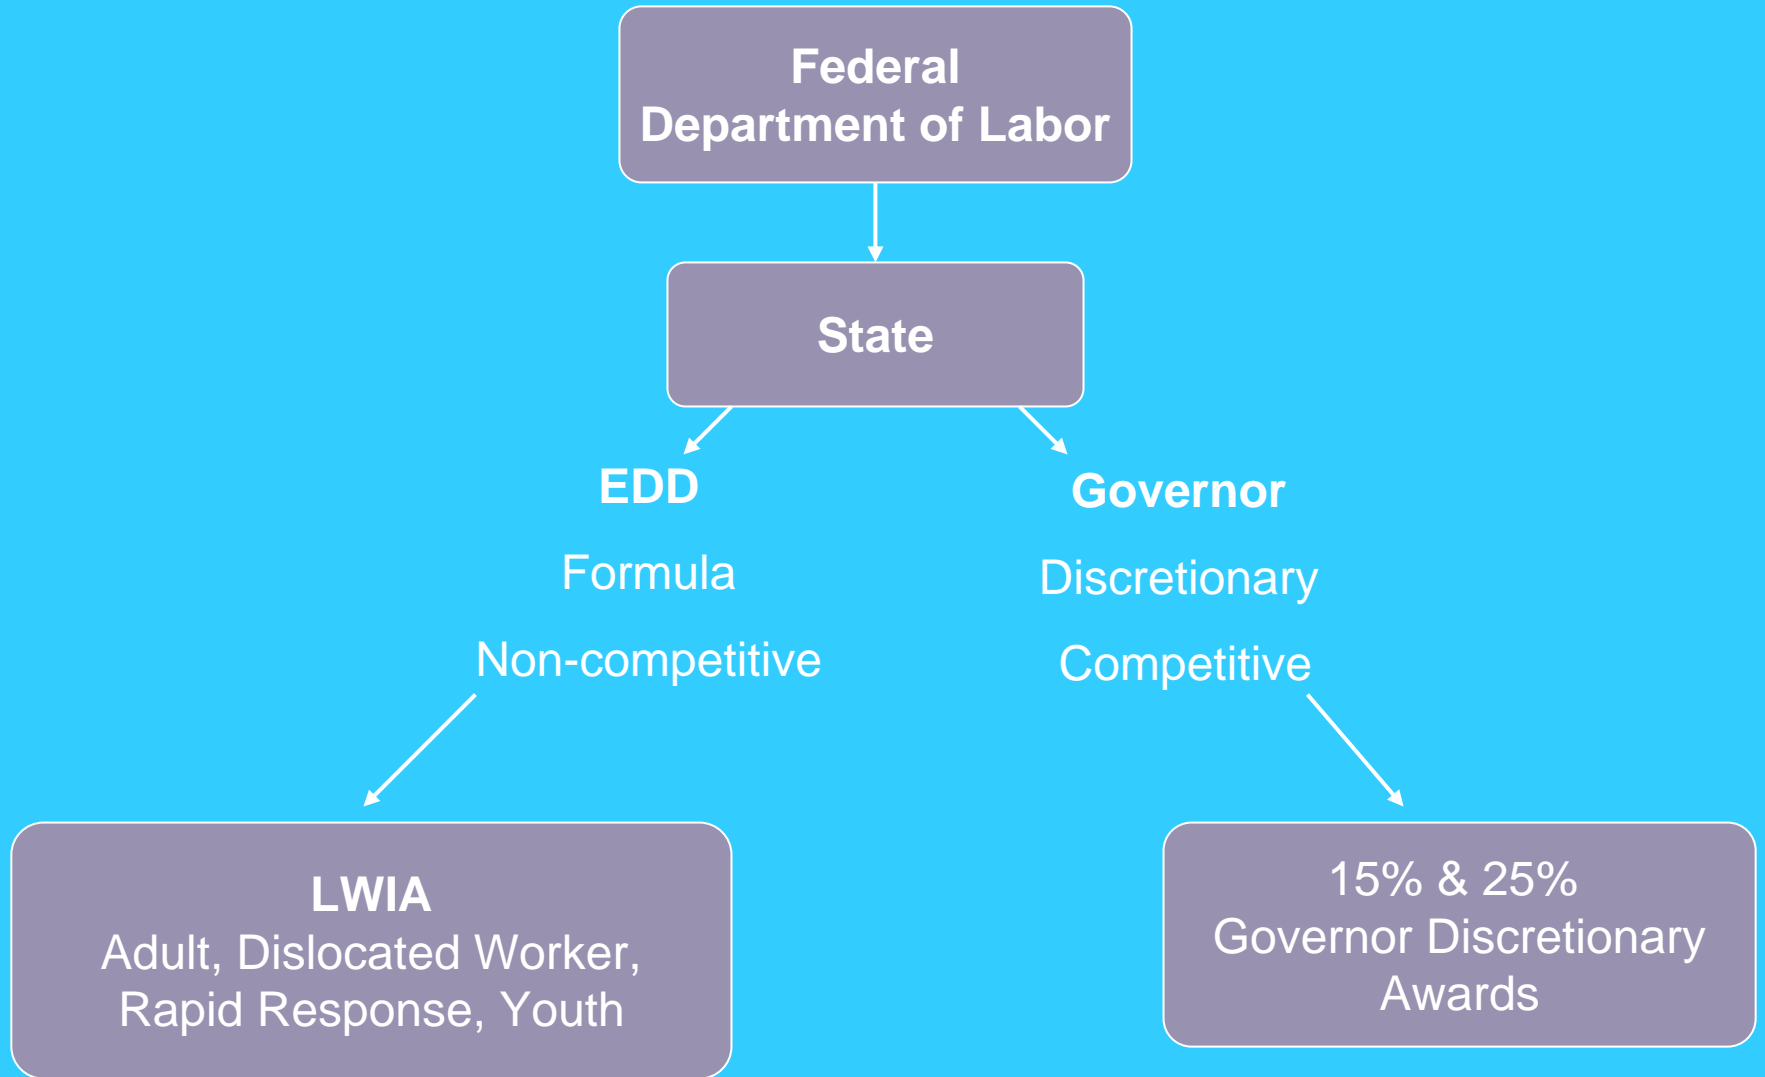 Federal
Department of Labor
State
EDD
Formula
Non-competitive
Governor
Discretionary
Competitive
LWIA
Adult, Dislocated Worker,
Rapid Response, Youth
15% & 25%
Governor Discretionary
Awards